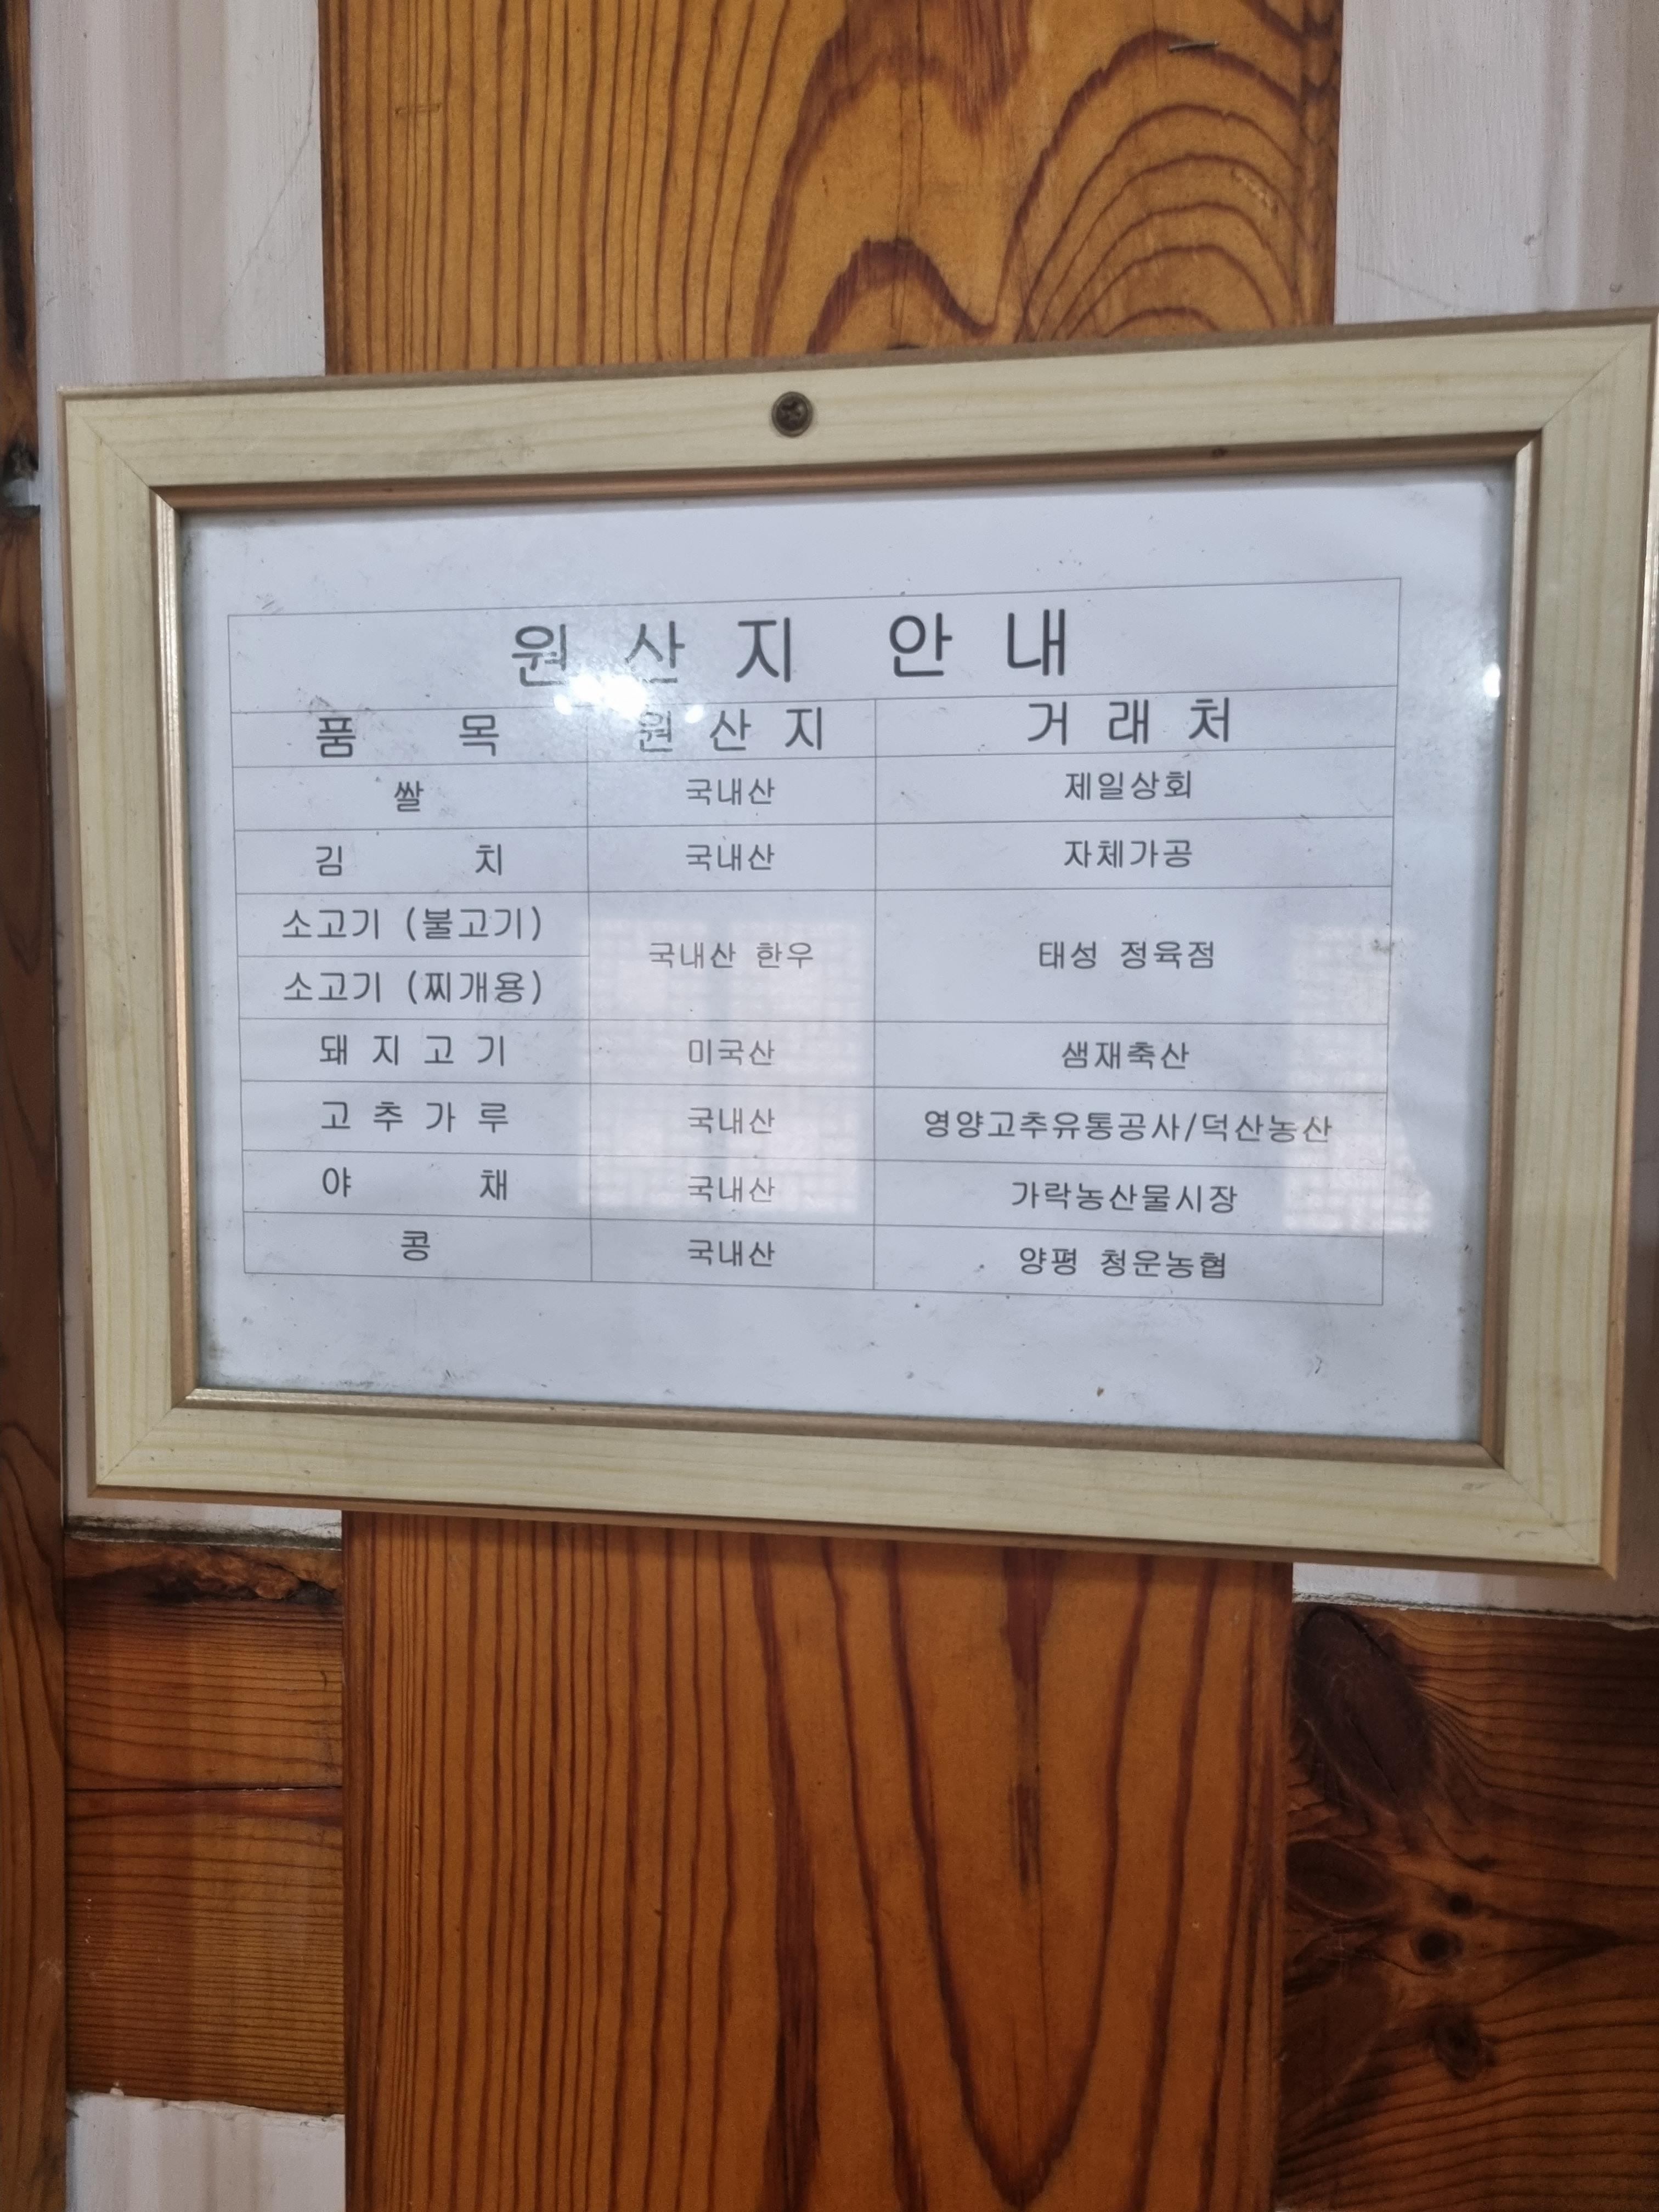 원 산 지 안 내
품 목 원 산 지 거 래 처
쌀 국내산 제일상회
김 치 국내산 자체가공
소고기 (불고기)
국내산 한우 태성 정육점
소고기 (찌개용)
돼 지 고 기 미국산 생재축산
고 추 가 루 국내산 영양고추유통공사/덕산농산
야 채 국내산 가락농산물시장
콩 국내산 양평 청운농협